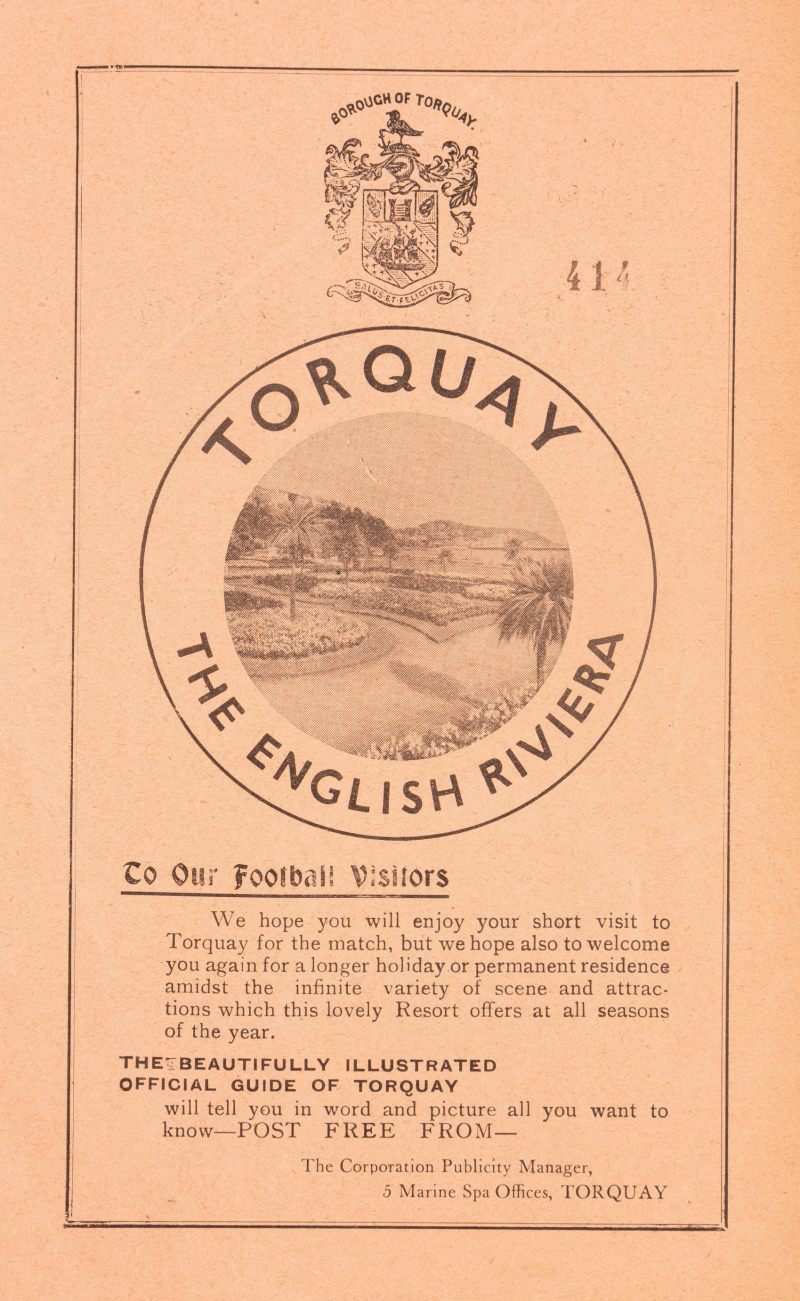 BOROUGH OF TORQUAY.
SALUS·ET·FELICITAS
414
TORQUAY
THE ENGLISH RIVIERA
To Our Football Visitors
We hope you will enjoy your short visit to
Torquay for the match, but we hope also to welcome
you again for a longer holiday or permanent residence
amidst the infinite variety of scene and attrac-
tions which this lovely Resort offers at all seasons
of the year.
THE BEAUTIFULLY ILLUSTRATED
OFFICIAL GUIDE OF TORQUAY
will tell you in word and picture all you want to
know—POST FREE FROM—
The Corporation Publicity Manager,
5 Marine Spa Offices, TORQUAY